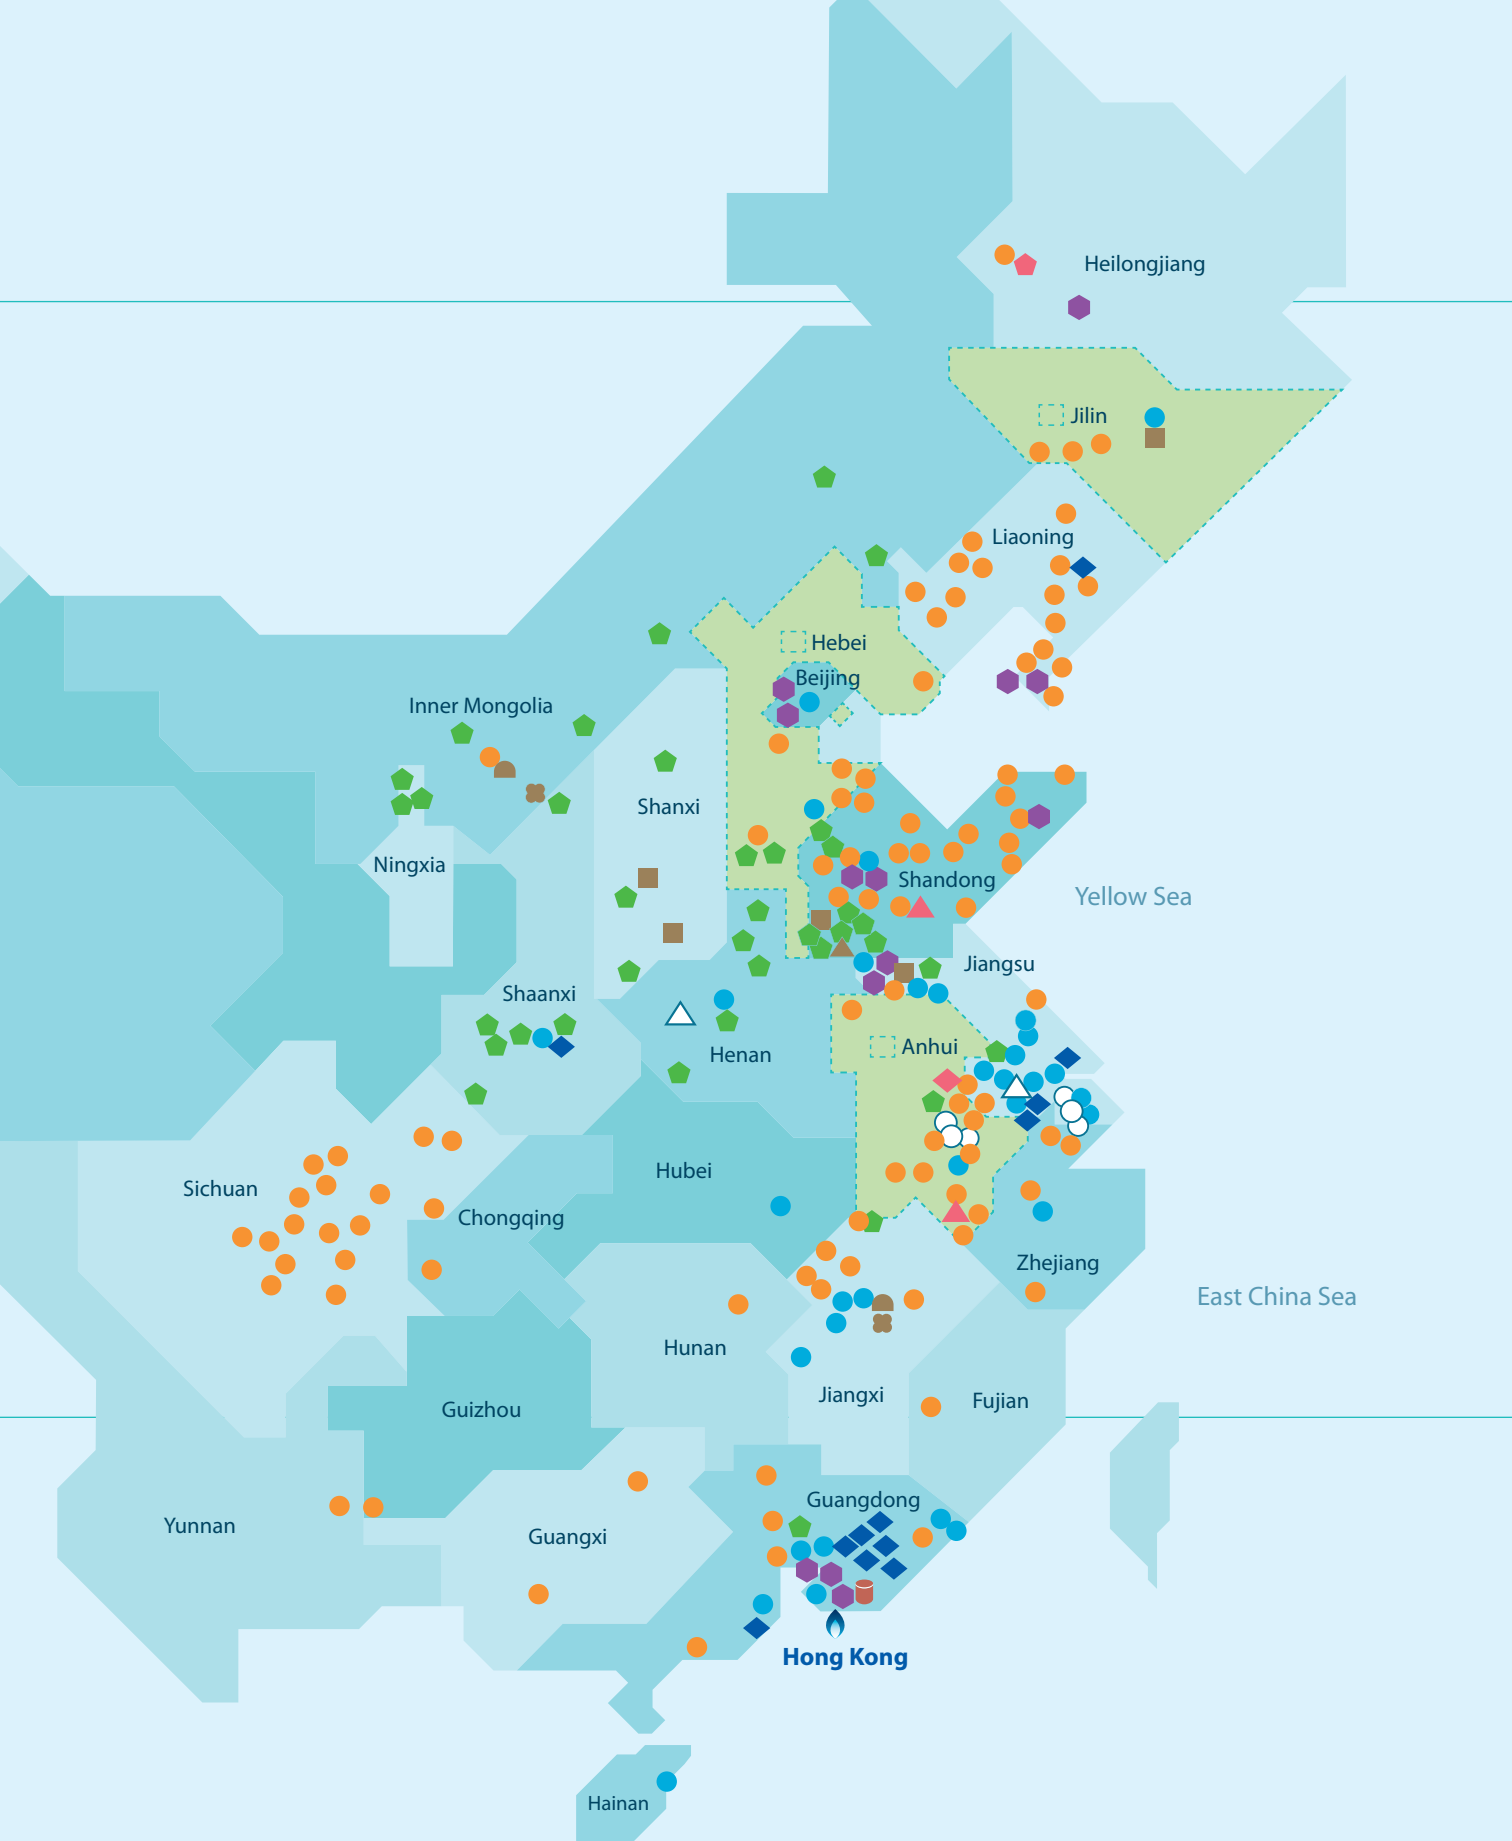 Heilongjiang
Jilin
Liaoning
Hebei
Beijing
Inner Mongolia
Shanxi
Ningxia
Shandong
Yellow Sea
Jiangsu
Shaanxi
Henan
Anhui
Hubei
Sichuan
Chongqing
Zhejiang
East China Sea
Hunan
Jiangxi
Fujian
Guizhou
Guangdong
Yunnan
Guangxi
Hong Kong
Hainan